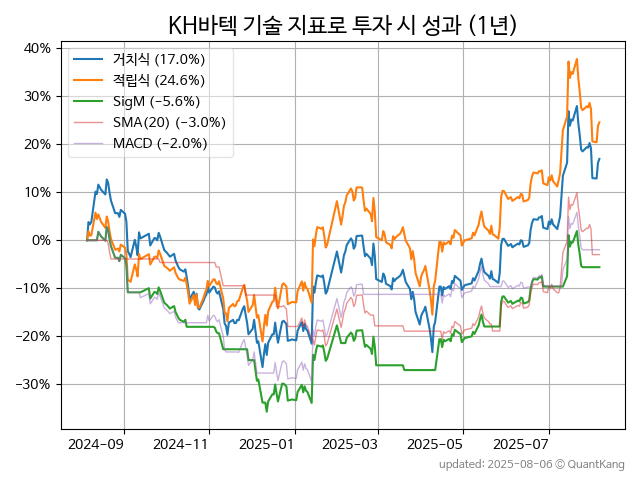 KH바텍 기술 지표로 투자 시 성과 (1년)
40%
30%
20%
10%
0%
−10%
−20%
−30%
거치식 (17.0%)
적립식 (24.6%)
SigM (−5.6%)
SMA(20) (−3.0%)
MACD (−2.0%)
2024−09
2024−11
2025−01
2025−03
2025−05
2025−07
updated: 2025-08-06 © QuantKang